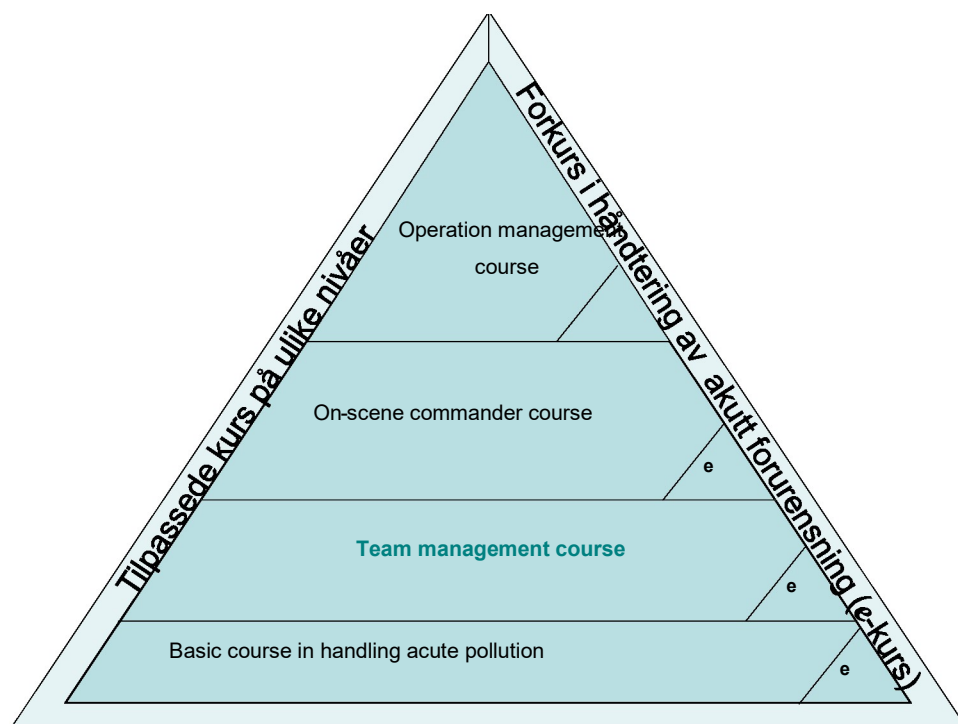 Tilpassede kurs på ulike nivåer
Forkurs i håndtering av akutt forurensning (e-kurs)
Operation management
course
On-scene commander course
e
Team management course
e
Basic course in handling acute pollution
e